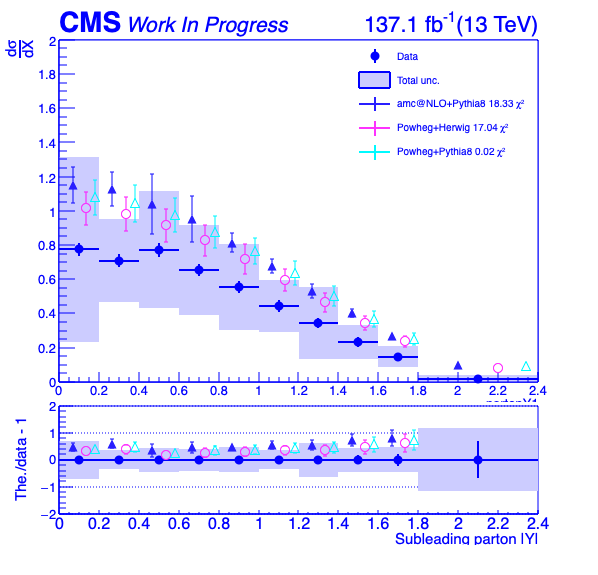 CMS Work In Progress 137.1 fb⁻¹(13 TeV)
dσ
dX
2
1.8
1.6
1.4
1.2
1
0.8
0.6
0.4
0.2
0
Data
Total unc.
amc@NLO+Pythia8 18.33 χ²
Powheg+Herwig 17.04 χ²
Powheg+Pythia8 0.02 χ²
0 0.2 0.4 0.6 0.8 1 1.2 1.4 1.6 1.8 2 2.2 2.4
The./data - 1
2
1
0
−1
−2
0 0.2 0.4 0.6 0.8 1 1.2 1.4 1.6 1.8 2 2.2 2.4
Subleading parton |Y|